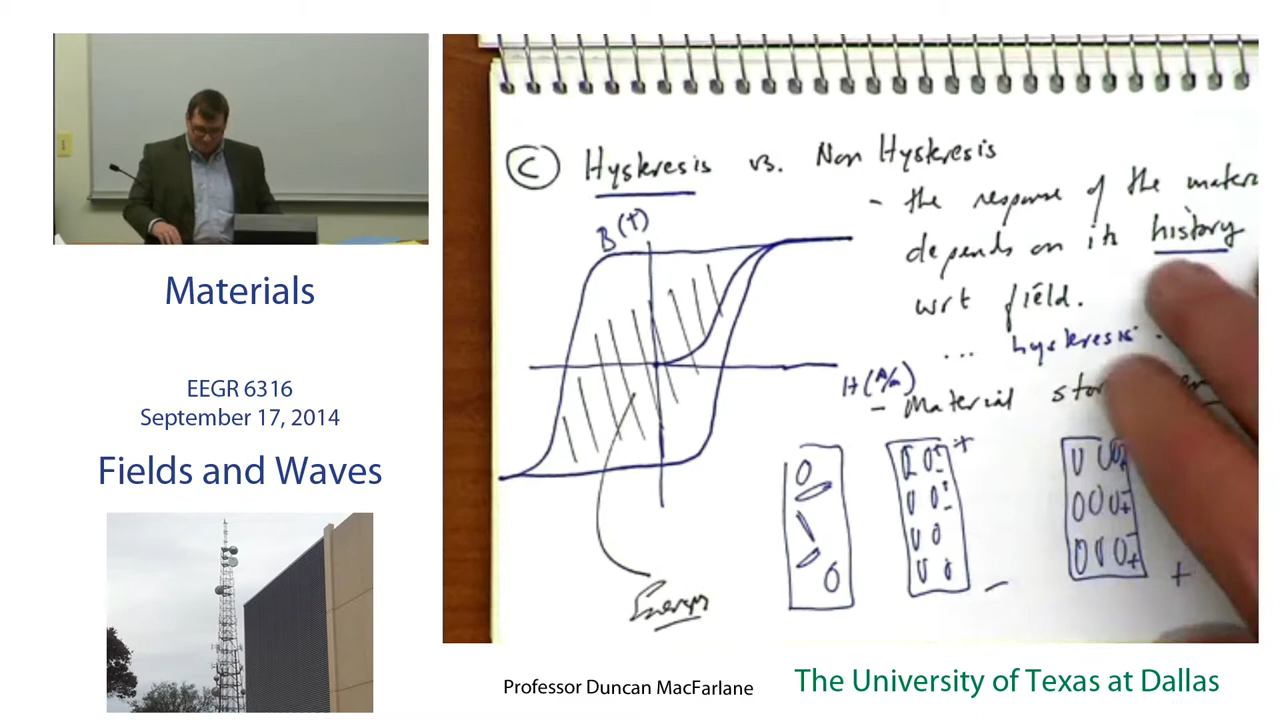 Materials
EEGR 6316
September 17, 2014
Fields and Waves
C Hysteresis vs. Non Hysteresis
- the response of the mater
depends on its history
wrt field.
... hysteresis
B(T)
H(A/m)
- Material
Energy
+
-
+
Professor Duncan MacFarlane
The University of Texas at Dallas